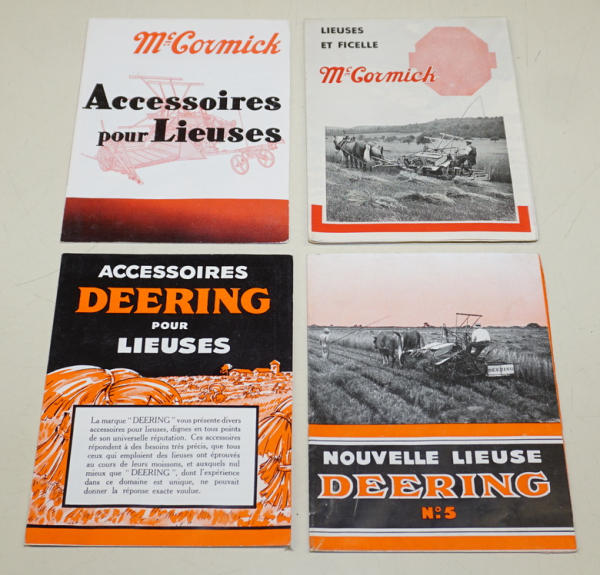 McCormick
Accessoires
pour Lieuses
LIEUSES
ET FICELLE
McCormick
ACCESSOIRES
DEERING
POUR
LIEUSES
La marque "DEERING" vous présente divers
accessoires pour lieuses, dignes en tous points
de son universelle réputation. Ces accessoires
répondent à des besoins très précis, que tous
ceux qui emploient des lieuses ont éprouvés
au cours de leurs moissons, et auxquels nul
mieux que "DEERING", dont l'expérience
dans ce domaine est unique, ne pouvait
donner la réponse exacte voulue.
DEERING
NOUVELLE LIEUSE
DEERING
No. 5